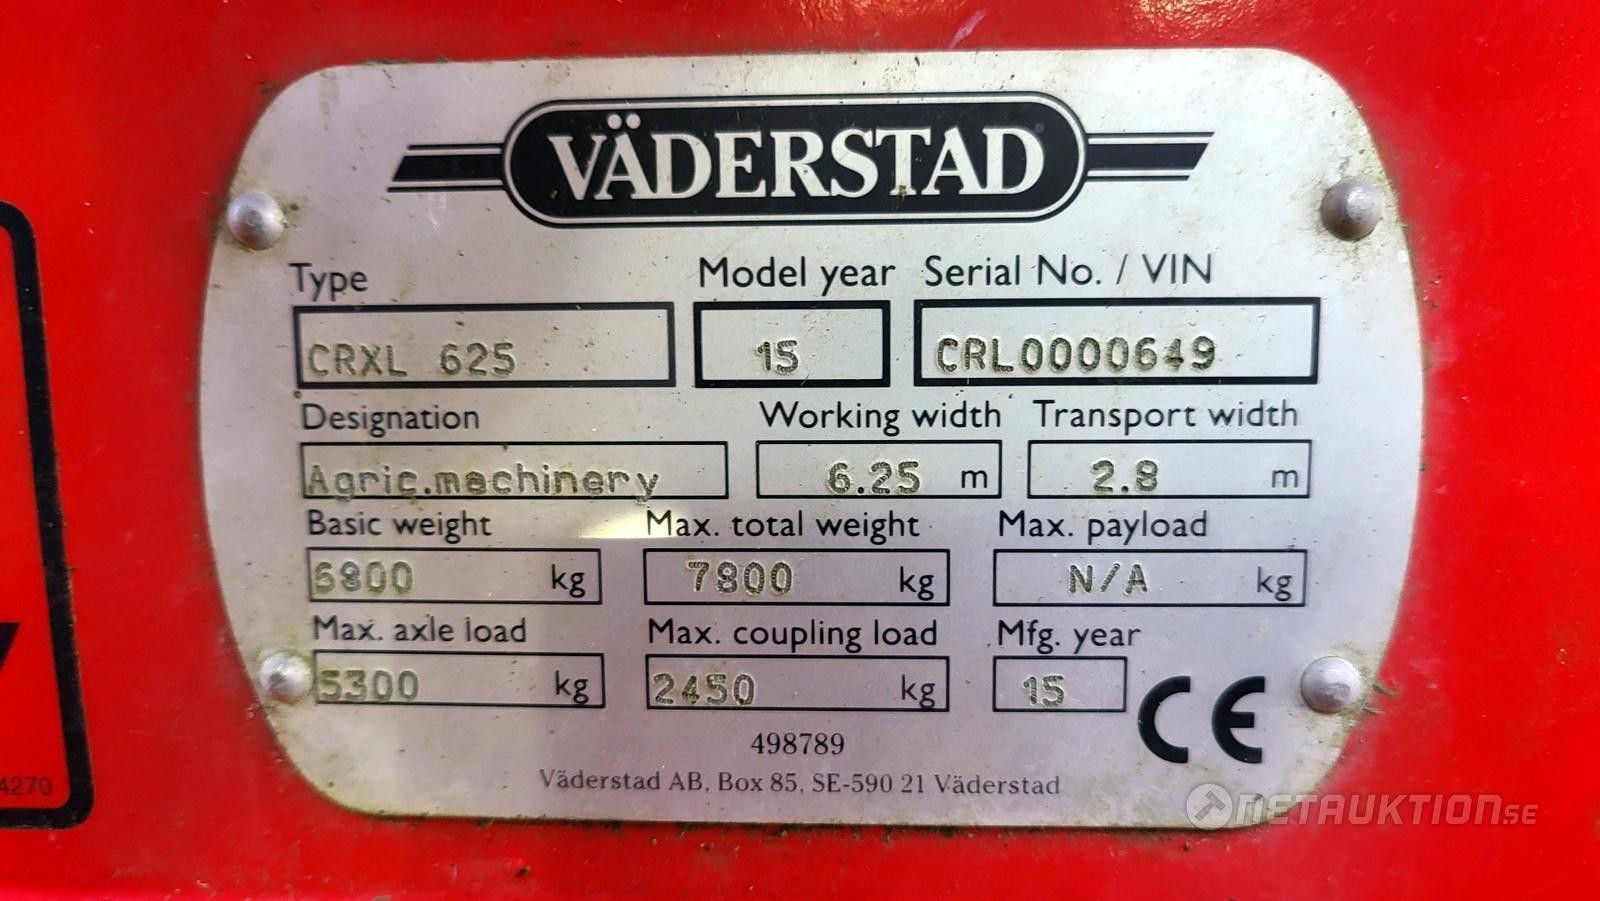 VÄDERSTAD
Type Model year Serial No. / VIN
CRXL 625 15 CRL0000649
Designation Working width Transport width
Agric.machinery 6.25 m 2.8 m
Basic weight Max. total weight Max. payload
6800 kg 7800 kg N/A kg
Max. axle load Max. coupling load Mfg. year
5300 kg 2450 kg 15 CE
498789
Väderstad AB, Box 85, SE-590 21 Väderstad
4270
NETAUKTION.SE